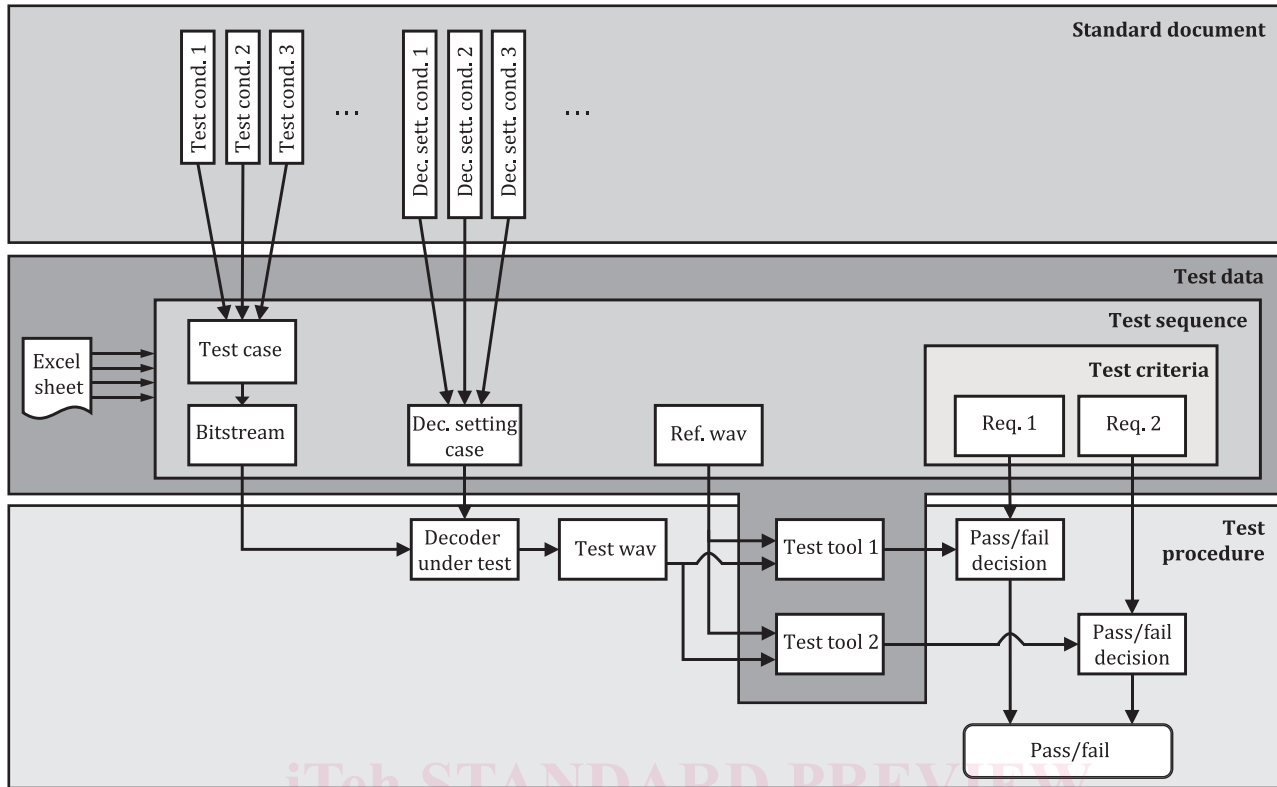 Standard document
Test cond. 1
Test cond. 2
Test cond. 3
...
Dec. sett. cond. 1
Dec. sett. cond. 2
Dec. sett. cond. 3
...
Test data
Test sequence
Excel
sheet
Test case
Bitstream
Dec. setting
case
Ref. wav
Test criteria
Req. 1
Req. 2
Test
procedure
Decoder
under test
Test wav
Test tool 1
Pass/fail
decision
Test tool 2
Pass/fail
decision
Pass/fail
iTeh STANDARD PREVIEW